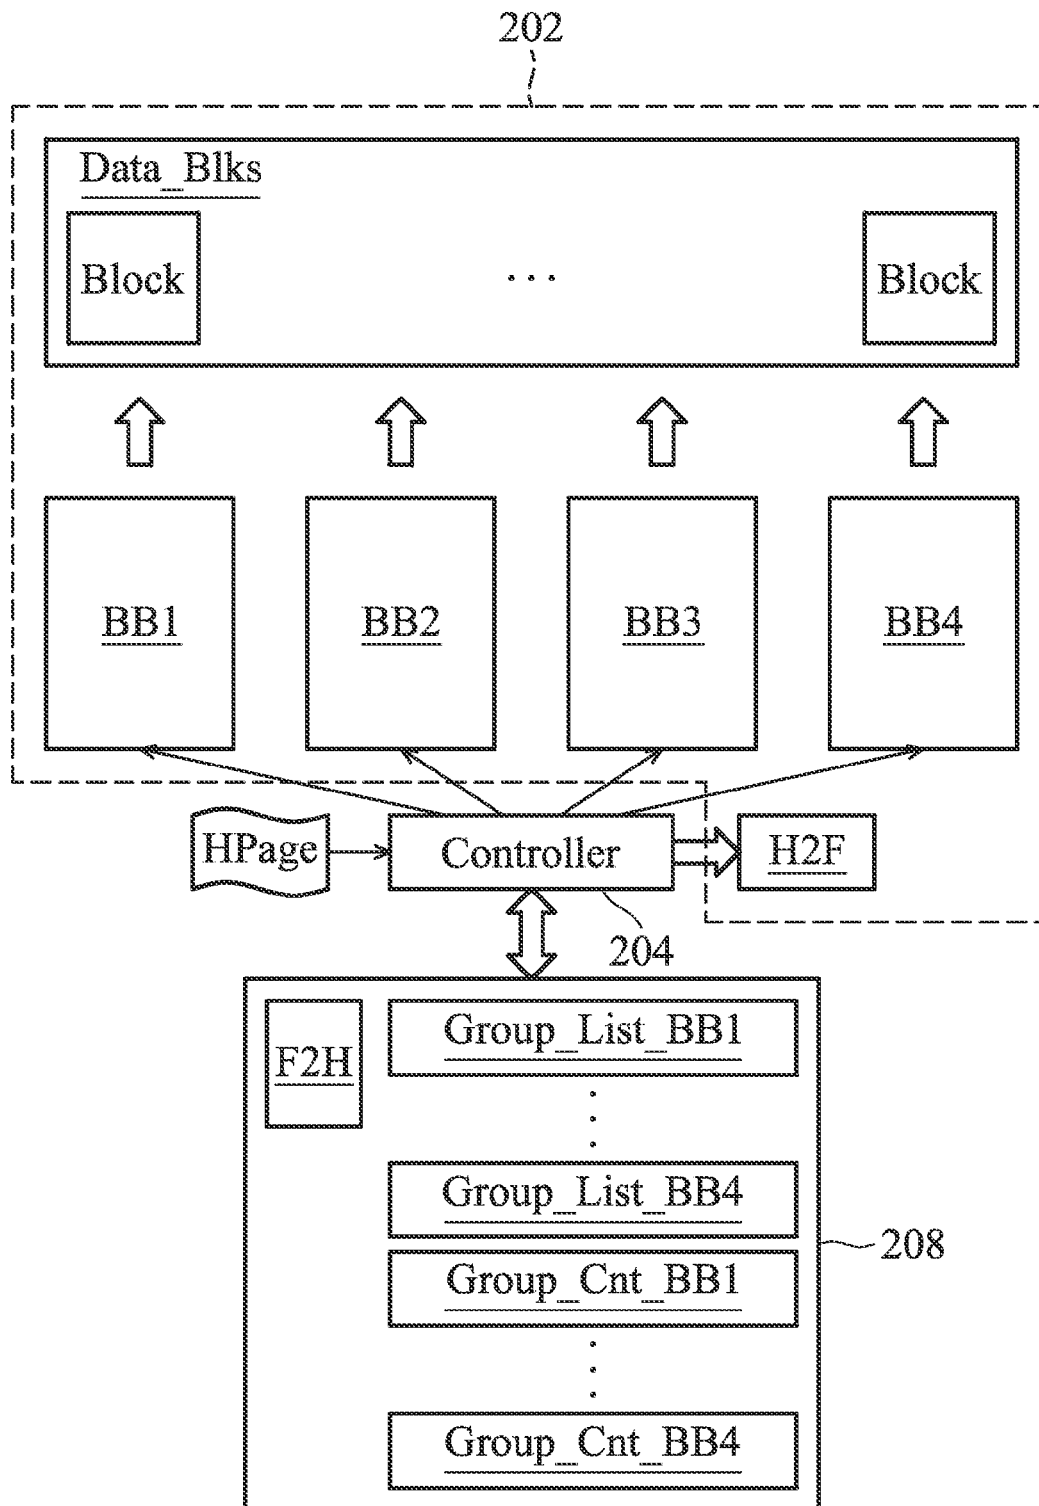 202
Data_Blks
Block
...
Block
BB1
BB2
BB3
BB4
HPage
Controller
H2F
204
F2H
Group_List_BB1
Group_List_BB4
208
Group_Cnt_BB1
Group_Cnt_BB4